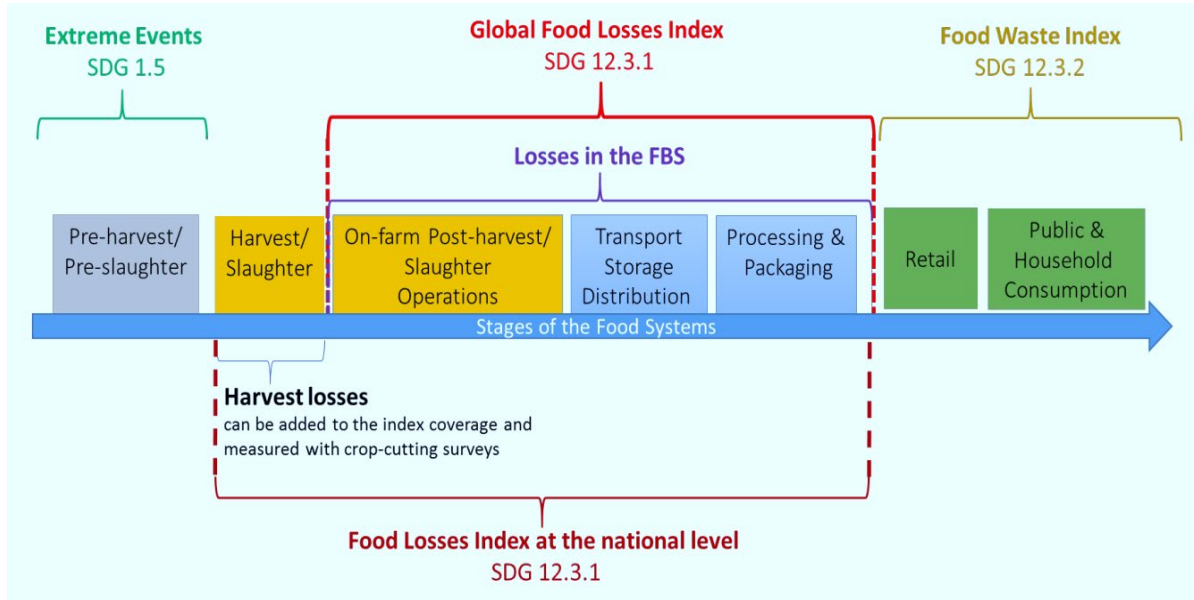 Extreme Events
SDG 1.5
Global Food Losses Index
SDG 12.3.1
Food Waste Index
SDG 12.3.2
Losses in the FBS
Pre-harvest/
Pre-slaughter
Harvest/
Slaughter
On-farm Post-harvest/
Slaughter
Operations
Transport
Storage
Distribution
Processing &
Packaging
Retail
Public &
Household
Consumption
Stages of the Food Systems
Harvest losses
can be added to the index coverage and
measured with crop-cutting surveys
Food Losses Index at the national level
SDG 12.3.1